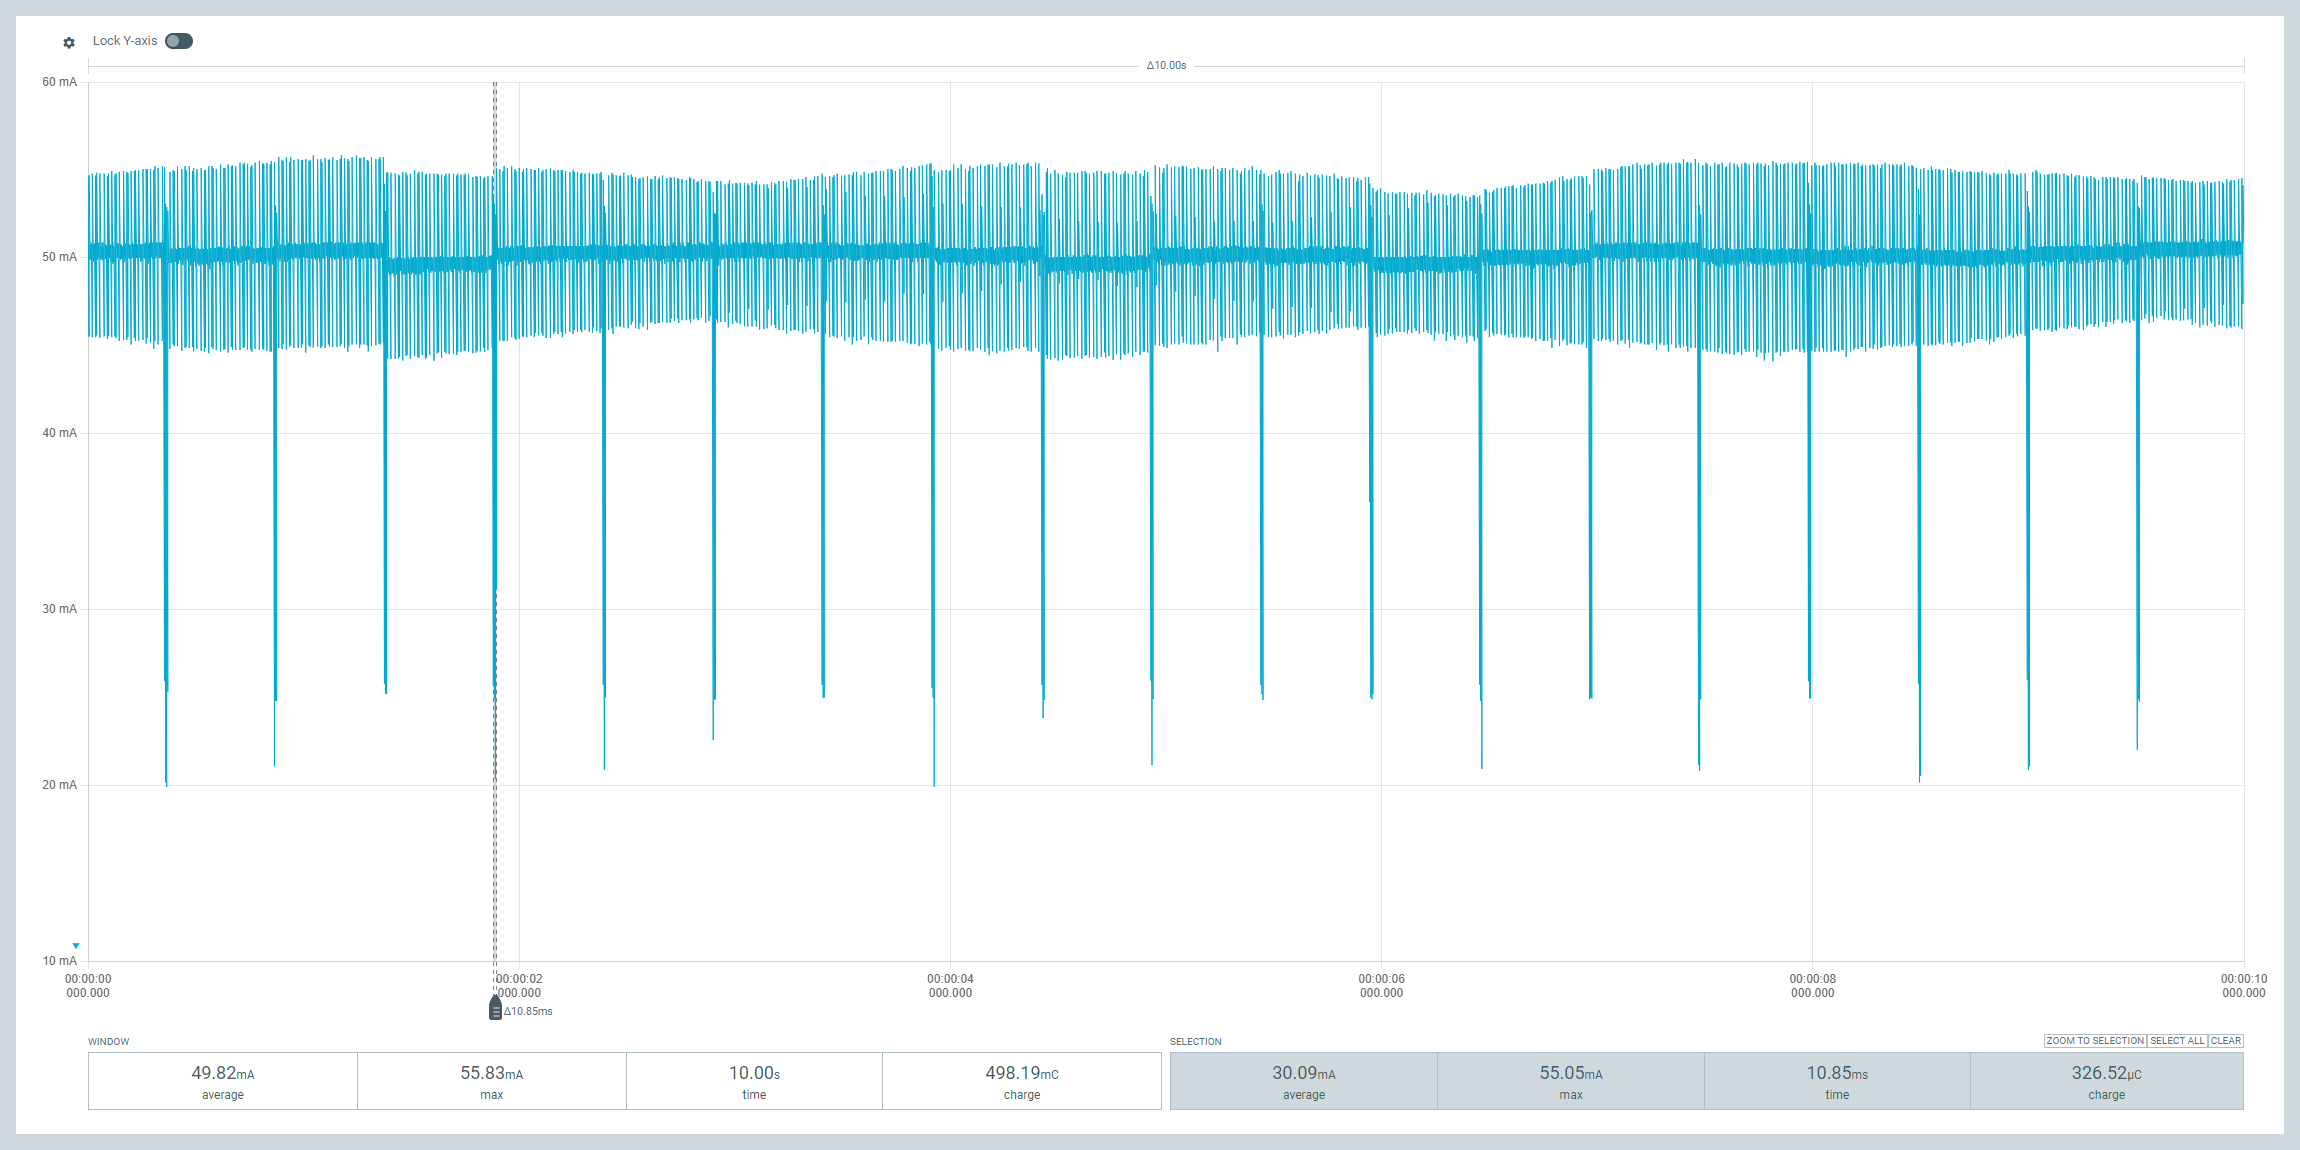 Lock Y-axis
Δ10.00s
60 mA
50 mA
40 mA
30 mA
20 mA
10 mA
00:00:00 00:00:02 00:00:04 00:00:06 00:00:08 00:00:10
000.000 000.000 000.000 000.000 000.000 000.000
Δ10.85ms
WINDOW
49.82mA 55.83mA 10.00s 498.19mC
average max time charge
SELECTION
ZOOM TO SELECTION SELECT ALL CLEAR
30.09mA 55.05mA 10.85ms 326.52μC
average max time charge